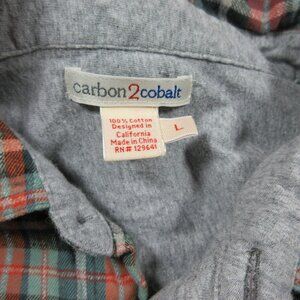 carbon2cobalt
100% Cotton
Designed in
California
Made in China
RN# 129641
L